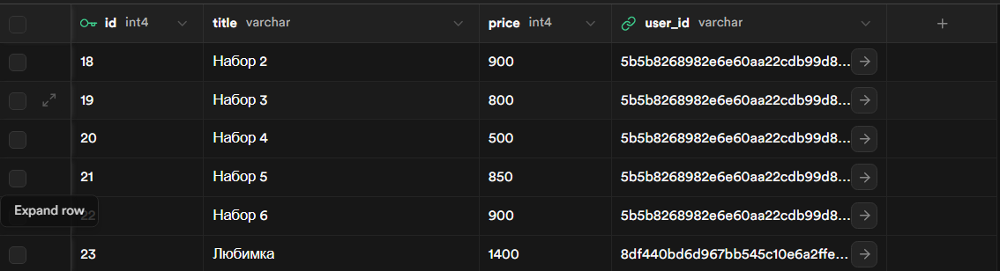 id int4 title varchar price int4 user_id varchar
18 Набор 2 900 5b5b8268982e6e60aa22cdb99d8...
19 Набор 3 800 5b5b8268982e6e60aa22cdb99d8...
20 Набор 4 500 5b5b8268982e6e60aa22cdb99d8...
21 Набор 5 850 5b5b8268982e6e60aa22cdb99d8...
Expand row
22 Набор 6 900 5b5b8268982e6e60aa22cdb99d8...
23 Любимка 1400 8df440bd6d967bb545c10e6a2ffe...